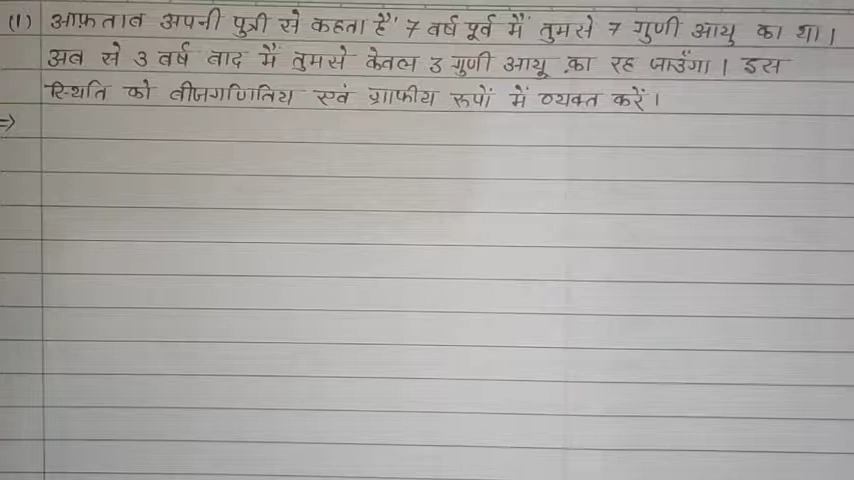 (1) आफ़ताब अपनी पुत्री से कहता है' 7 वर्ष पूर्व मैं तुमसे 7 गुणी आयु का था।
अब से 3 वर्ष बाद मैं तुमसे केवल 3 गुणी आयु का रह जाउँगा। इस
स्थिति को बीजगणितिय एवं ग्राफीय रूपों में व्यक्त करें।
⇒